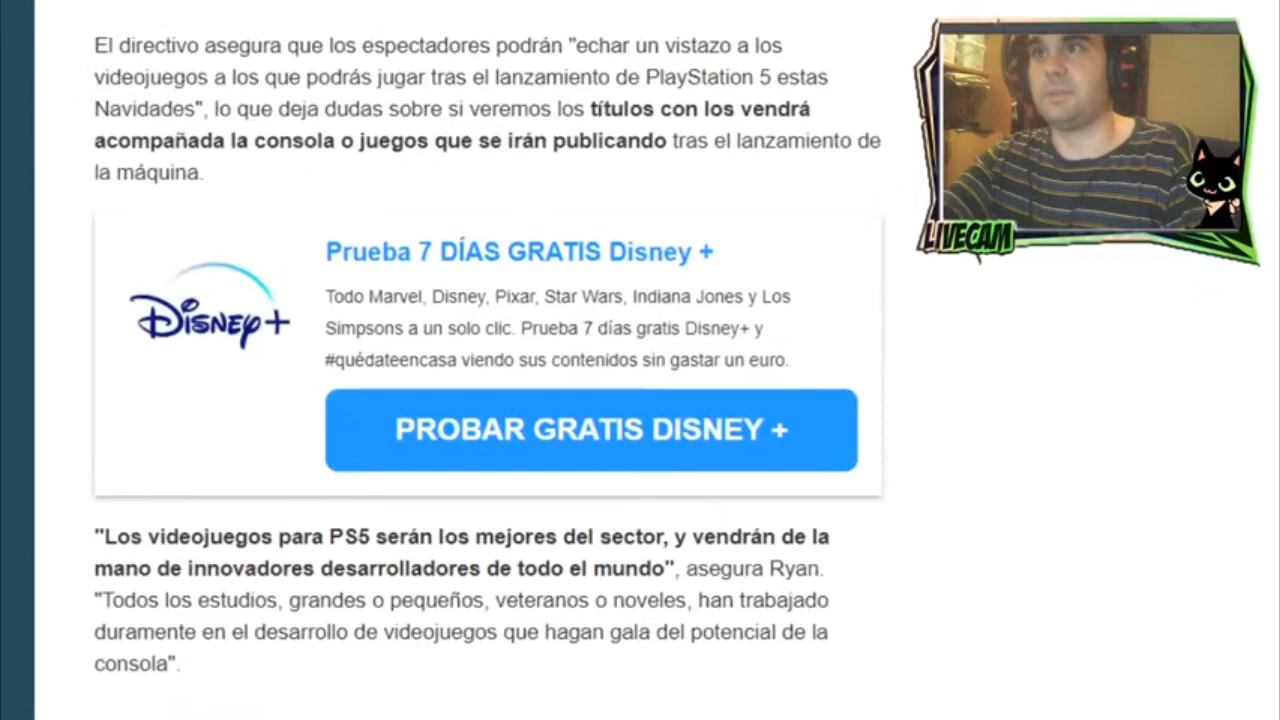 El directivo asegura que los espectadores podrán "echar un vistazo a los
videojuegos a los que podrás jugar tras el lanzamiento de PlayStation 5 estas
Navidades", lo que deja dudas sobre si veremos los títulos con los vendrá
acompañada la consola o juegos que se irán publicando tras el lanzamiento de
la máquina.
LIVECAM
Prueba 7 DÍAS GRATIS Disney +
Disney+
Todo Marvel, Disney, Pixar, Star Wars, Indiana Jones y Los
Simpsons a un solo clic. Prueba 7 días gratis Disney+ y
#quédateencasa viendo sus contenidos sin gastar un euro.
PROBAR GRATIS DISNEY +
"Los videojuegos para PS5 serán los mejores del sector, y vendrán de la
mano de innovadores desarrolladores de todo el mundo", asegura Ryan.
"Todos los estudios, grandes o pequeños, veteranos o noveles, han trabajado
duramente en el desarrollo de videojuegos que hagan gala del potencial de la
consola".